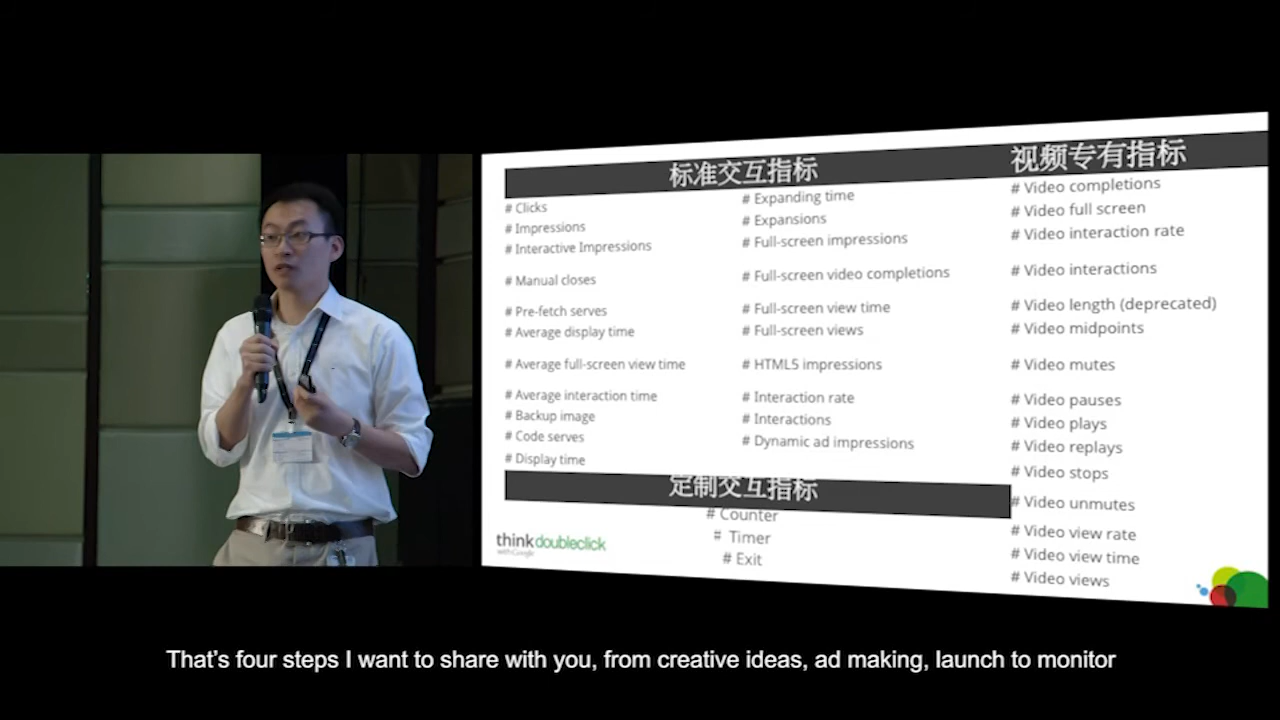 标准交互指标
# Clicks
# Impressions
# Interactive Impressions
# Manual closes
# Pre-fetch serves
# Average display time
# Average full-screen view time
# Average interaction time
# Backup image
# Code serves
# Display time
# Expanding time
# Expansions
# Full-screen impressions
# Full-screen video completions
# Full-screen view time
# Full-screen views
# HTML5 impressions
# Interaction rate
# Interactions
# Dynamic ad impressions
定制交互指标
# Counter
# Timer
# Exit
视频专有指标
# Video completions
# Video full screen
# Video interaction rate
# Video interactions
# Video length (deprecated)
# Video midpoints
# Video mutes
# Video pauses
# Video plays
# Video replays
# Video stops
# Video unmutes
# Video view rate
# Video view time
# Video views
thinkdoubleclick
with Google
That’s four steps I want to share with you, from creative ideas, ad making, launch to monitor